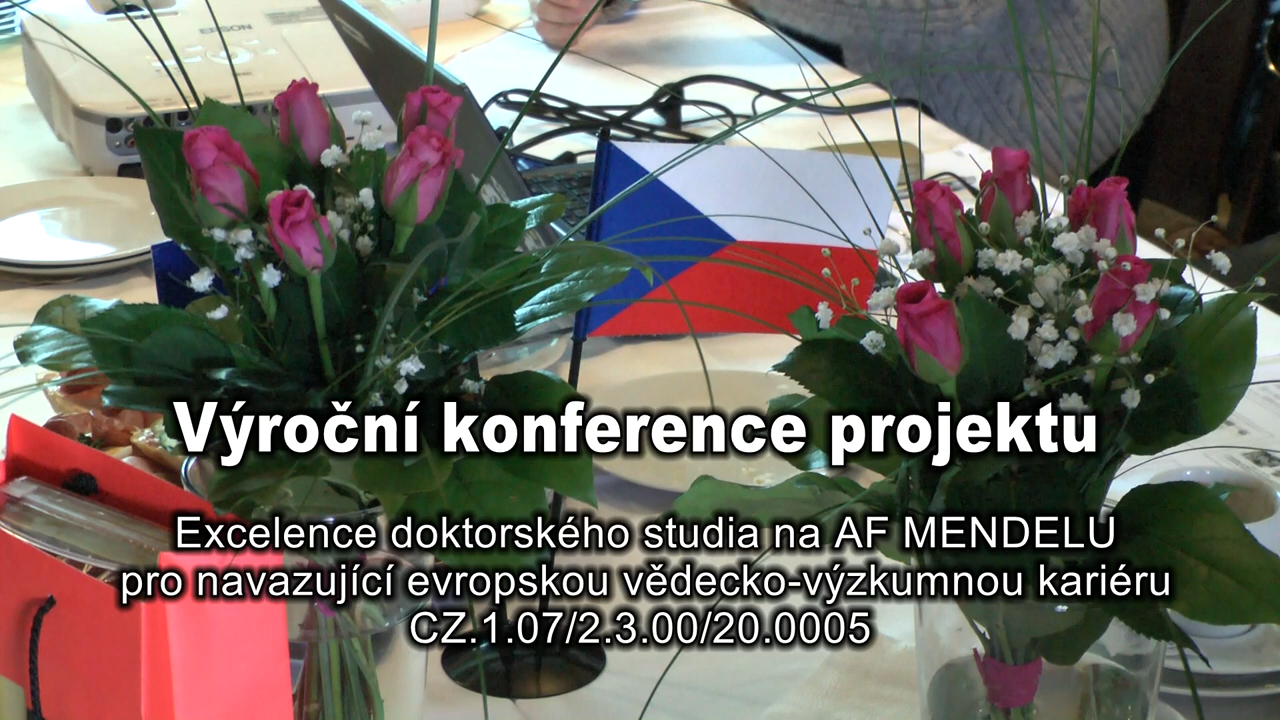 EPSON
Výroční konference projektu
Excelence doktorského studia na AF MENDELU
pro navazující evropskou vědecko-výzkumnou kariéru
CZ.1.07/2.3.00/20.0005